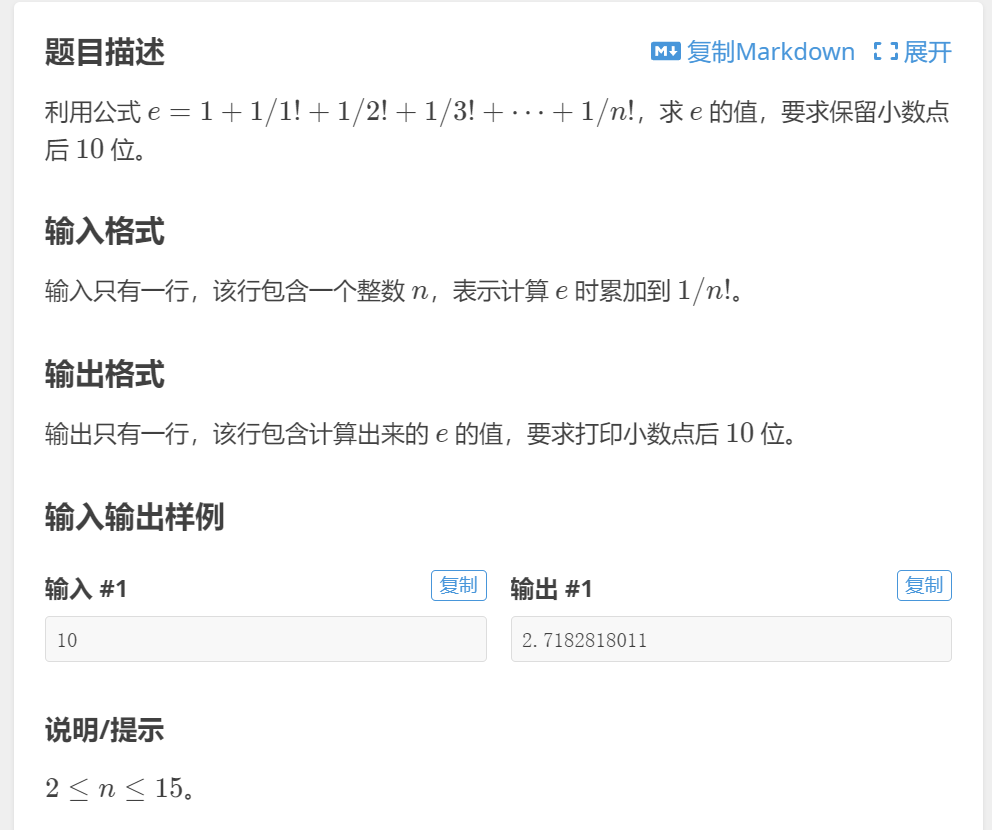 题目描述
M↓ 复制Markdown 展开
利用公式 e = 1 + 1/1! + 1/2! + 1/3! + ⋯ + 1/n!，求 e 的值，要求保留小数点
后 10 位。
输入格式
输入只有一行，该行包含一个整数 n，表示计算 e 时累加到 1/n!。
输出格式
输出只有一行，该行包含计算出来的 e 的值，要求打印小数点后 10 位。
输入输出样例
输入 #1 复制
10
输出 #1 复制
2.7182818011
说明/提示
2 ≤ n ≤ 15。